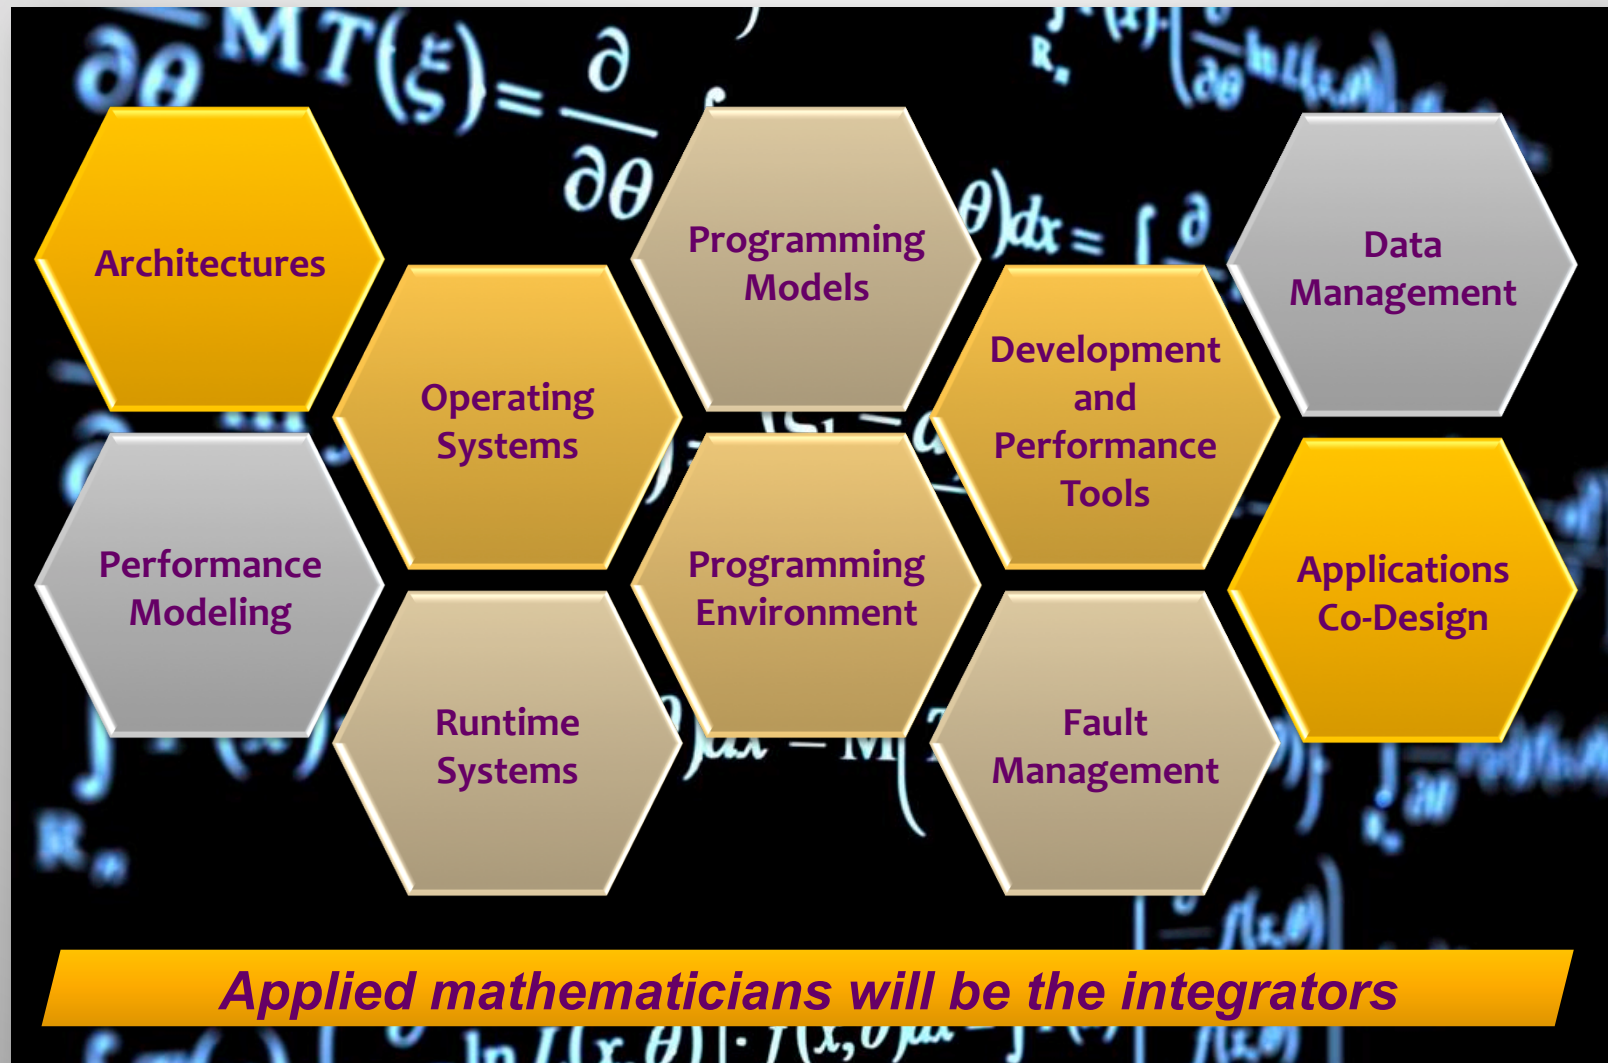 Architectures
Programming
Models
Data
Management
Operating
Systems
Development
and
Performance
Tools
Performance
Modeling
Programming
Environment
Applications
Co-Design
Runtime
Systems
Fault
Management
Applied mathematicians will be the integrators